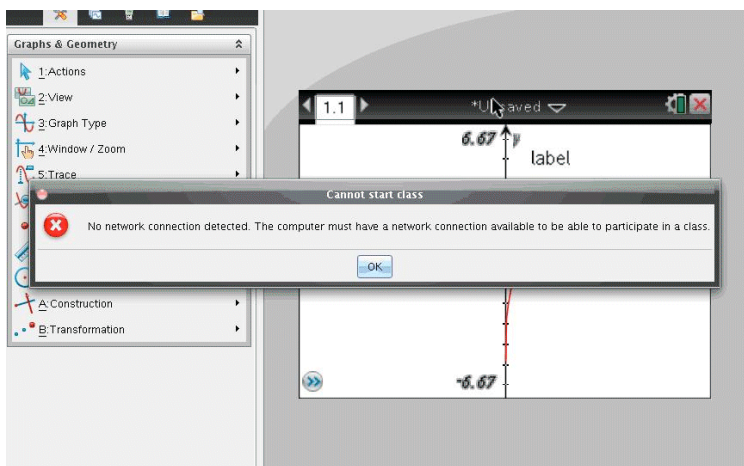 Graphs & Geometry
1:Actions
2:View
3:Graph Type
4:Window / Zoom
5:Trace
Cannot start class
No network connection detected. The computer must have a network connection available to be able to participate in a class.
OK
A:Construction
B:Transformation
1.1
*Unsaved
6.67
y
label
-6.67